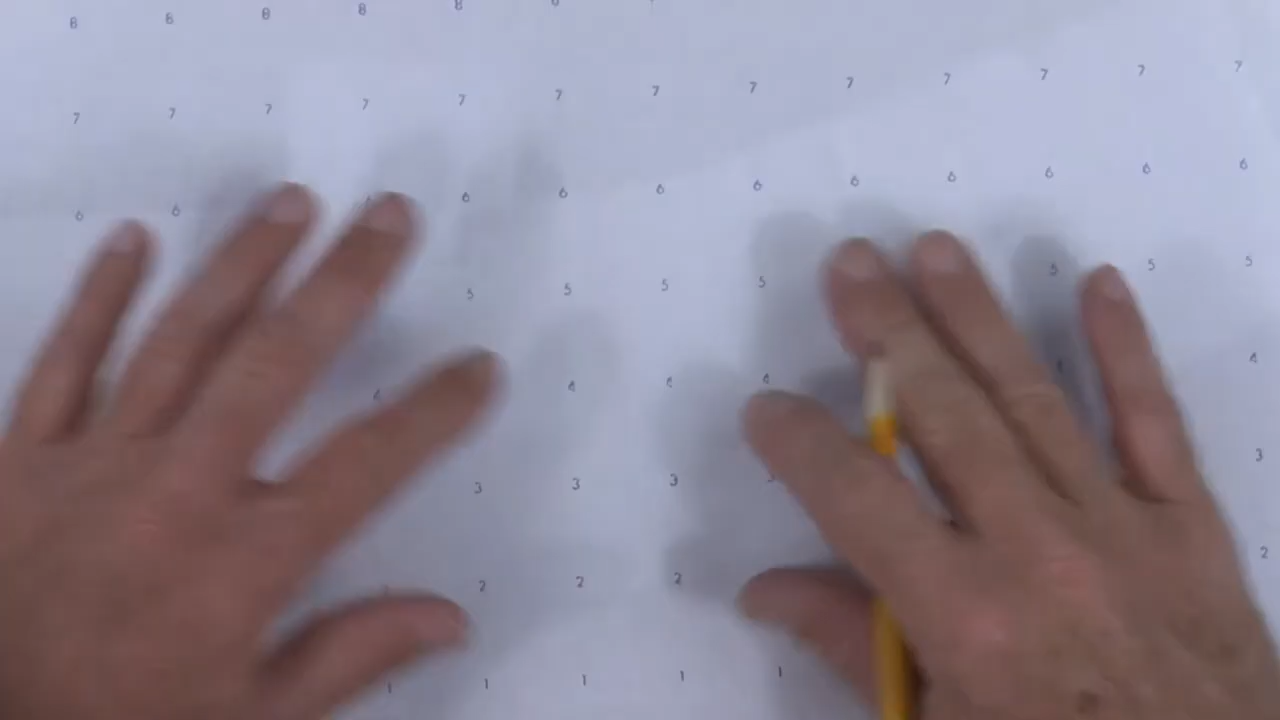 8 8 8 8 8
7 7 7 7 7 7 7 7 7 7 7 7 7
6 6 6 6 6 6 6 6 6 6 6
5 5 5 5 5 5 5
4 4 4 4 4
3 3 3 3
2 2 2 2
1 1 1 1 1